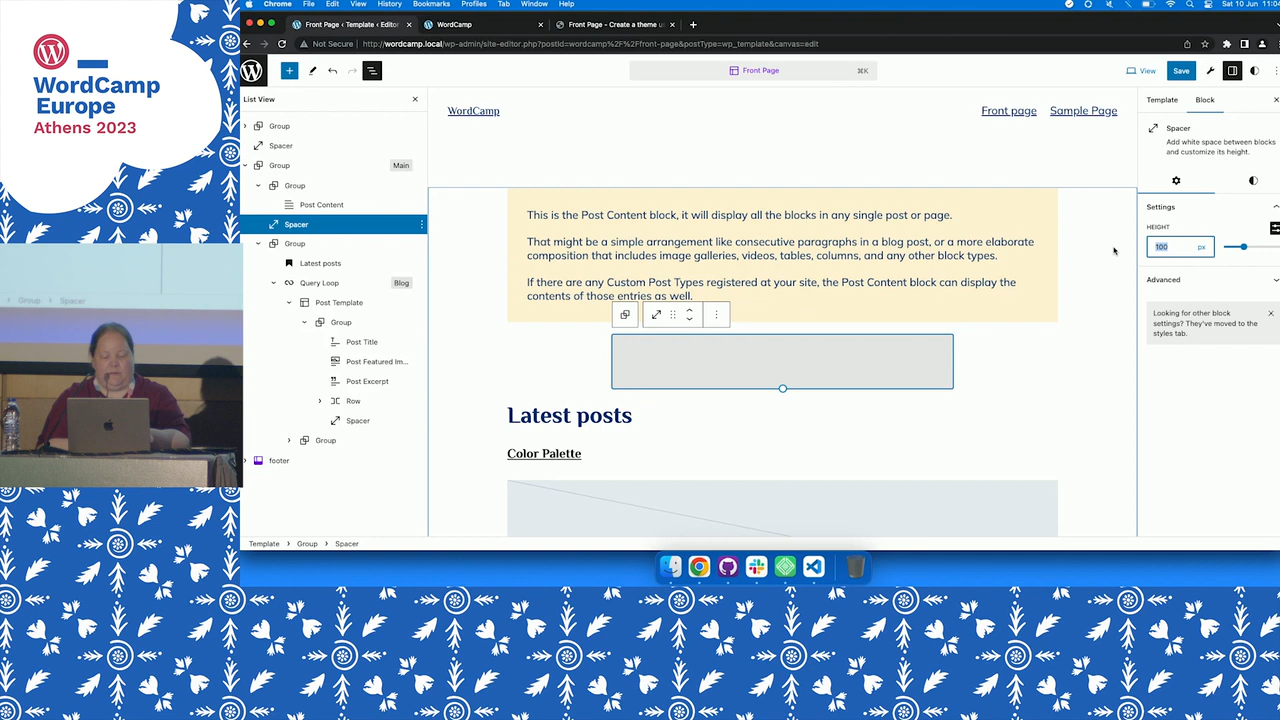 WordCamp
Europe
Athens 2023
Chrome File Edit View History Bookmarks Profiles Tab Window Help
Sat 10 Jun 11:04
Front Page ‹ Template ‹ Editor
WordCamp
Front Page - Create a theme u
Not Secure http://wordcamp.local/wp-admin/site-editor.php?postId=wordcamp%2F%2Ffront-page&postType=wp_template&canvas=edit
Front Page
⌘K
View
Save
List View
Group
Spacer
Group
Main
Group
Post Content
Spacer
Group
Latest posts
Query Loop
Blog
Post Template
Group
Post Title
Post Featured Im...
Post Excerpt
Row
Spacer
Group
footer
WordCamp
Front page
Sample Page
This is the Post Content block, it will display all the blocks in any single post or page.
That might be a simple arrangement like consecutive paragraphs in a blog post, or a more elaborate
composition that includes image galleries, videos, tables, columns, and any other block types.
If there are any Custom Post Types registered at your site, the Post Content block can display the
contents of those entries as well.
Latest posts
Color Palette
Template
Block
Spacer
Add white space between blocks
and customize its height.
Settings
HEIGHT
100
px
Advanced
Looking for other block
settings? They've moved to the
styles tab.
Template > Group > Spacer
Group > Spacer